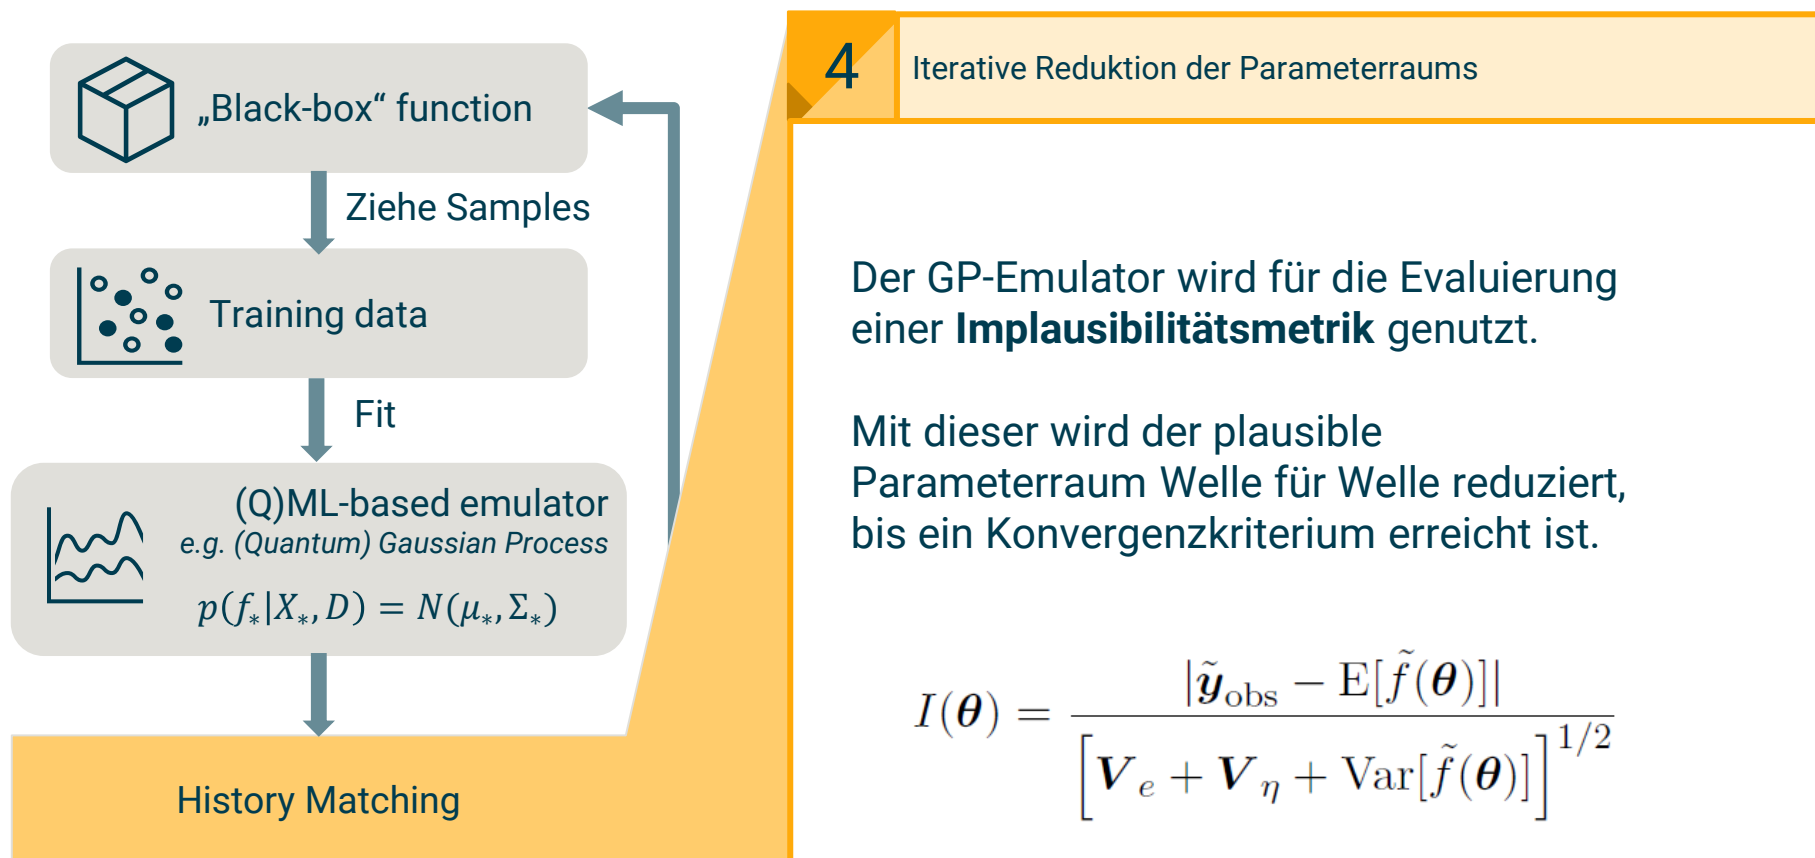 „Black-box“ function
Ziehe Samples
Training data
Fit
(Q)ML-based emulator
e.g. (Quantum) Gaussian Process
p(f_*|X_*, D) = N(μ_*, Σ_*)
History Matching
4
Iterative Reduktion der Parameterraums
Der GP-Emulator wird für die Evaluierung
einer Implausibilitätsmetrik genutzt.
Mit dieser wird der plausible
Parameterraum Welle für Welle reduziert,
bis ein Konvergenzkriterium erreicht ist.
I(θ) = |ỹ_obs − E[f̃(θ)]| / [V_e + V_η + Var[f̃(θ)]]^{1/2}